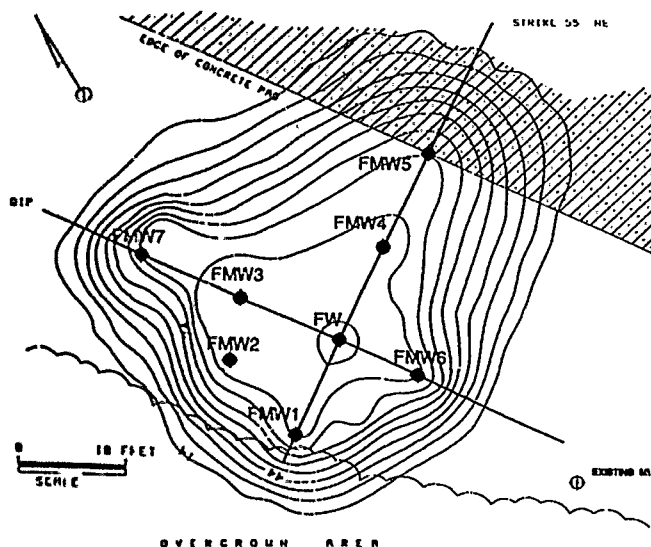 STRIKE 55 NE
EDGE OF CONCRETE PAD
FMW5
DIP
FMW4
FMW7
FMW3
FW
FMW2
FMW6
FMW1
0 10 FEET
SCALE
EXISTING
OVERGROWN AREA